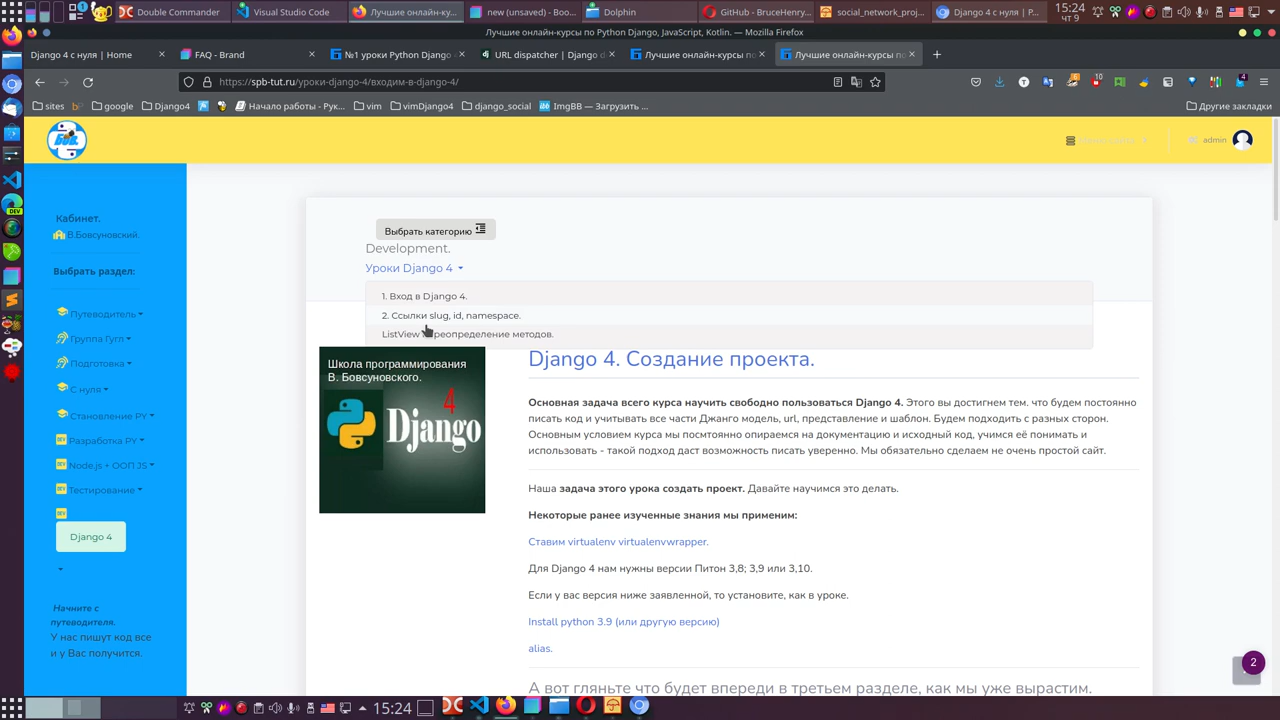 Double Commander
Visual Studio Code
Лучшие онлайн-ку...
new (unsaved) - Boo...
Dolphin
GitHub - BruceHenry...
social_network_proj...
Django 4 с нуля | P...
15:24
ЧТ 9
Лучшие онлайн-курсы по Python Django, JavaScript, Kotlin. — Mozilla Firefox
Django 4 с нуля | Home
FAQ - Brand
№1 уроки Python Django
URL dispatcher | Django d
Лучшие онлайн-курсы по
Лучшие онлайн-курсы по
https://spb-tut.ru/уроки-django-4/входим-в-django-4/
10
4
sites
google
Django4
Начало работы - Рук...
vim
vimDjango4
django_social
ImgBB — Загрузить ...
Другие закладки
admin
Кабинет.
В.Бовсуновский.
Выбрать раздел:
Путеводитель
Группа Гугл
Подготовка
С нуля
Становление PY
Разработка PY
Node.js + ООП JS
Тестирование
Django 4
Начните с
путеводителя.
У нас пишут код все
и у Вас получится.
Выбрать категорию
Development.
Уроки Django 4
1. Вход в Django 4.
2. Ссылки slug, id, namespace.
ListView реопределение методов.
Школа программирования
В. Бовсуновского.
4
Django
Django 4. Создание проекта.
Основная задача всего курса научить свободно пользоваться Django 4. Этого вы достигнем тем. что будем постоянно
писать код и учитывать все части Джанго модель, url, представление и шаблон. Будем подходить с разных сторон.
Основным условием курса мы посмтоянно опираемся на документацию и исходный код, учимся её понимать и
использовать - такой подход даст возможность писать уверенно. Мы обязательно сделаем не очень простой сайт.
Наша задача этого урока создать проект. Давайте научимся это делать.
Некоторые ранее изученные знания мы применим:
Ставим virtualenv virtualenvwrapper.
Для Django 4 нам нужны версии Питон 3,8; 3,9 или 3,10.
Если у вас версия ниже заявленной, то установите, как в уроке.
Install python 3.9 (или другую версию)
alias.
А вот гляньте что будет впереди в третьем разделе, как мы уже вырастим.
2
15:24